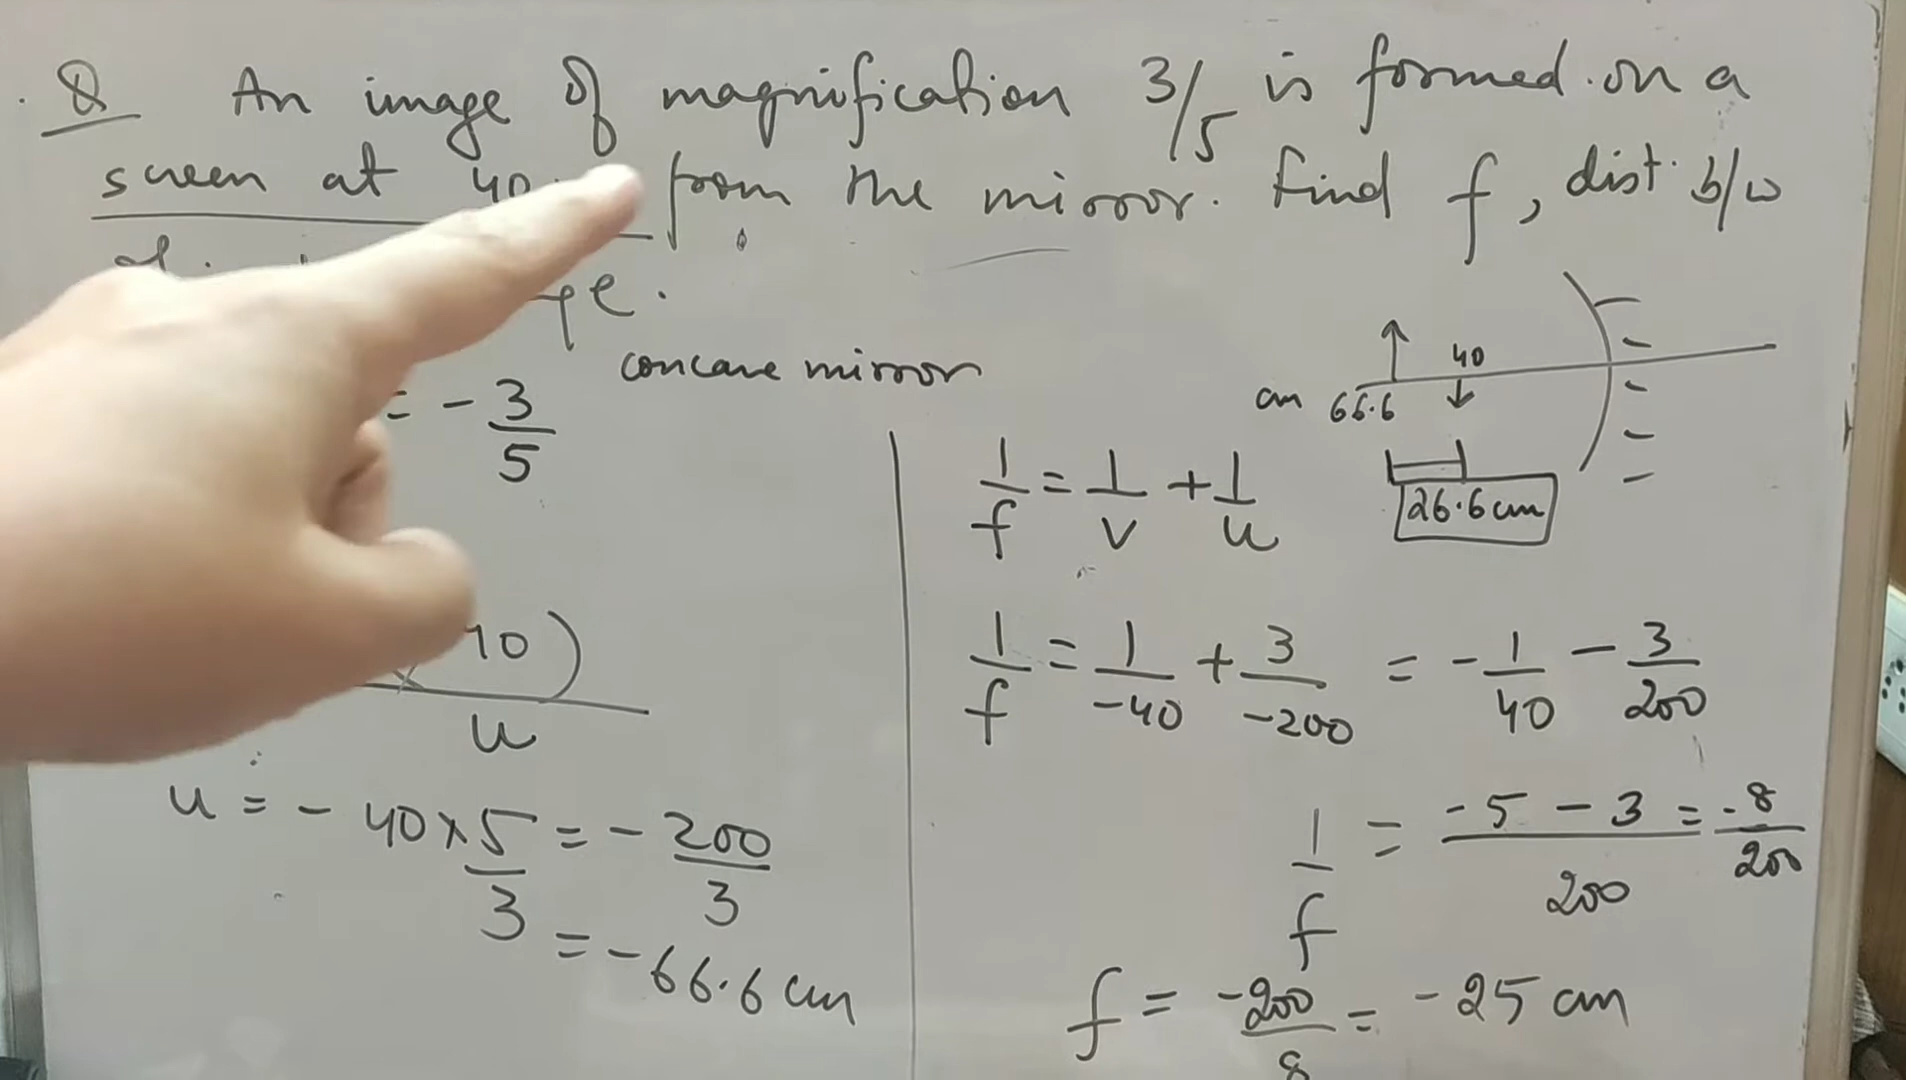 Q An image of magnification 3/5 is formed on a
screen at 40 from the mirror. Find f, dist. b/w
concave mirror
= - 3/5
40)
u
u = - 40 × 5/3 = - 200/3
= - 66.6 cm
40
cm 66.6
26.6 cm
1/f = 1/v + 1/u
1/f = 1/-40 + 3/-200 = - 1/40 - 3/200
1/f = -5 - 3/200 = -8/200
f = -200/8 = - 25 cm